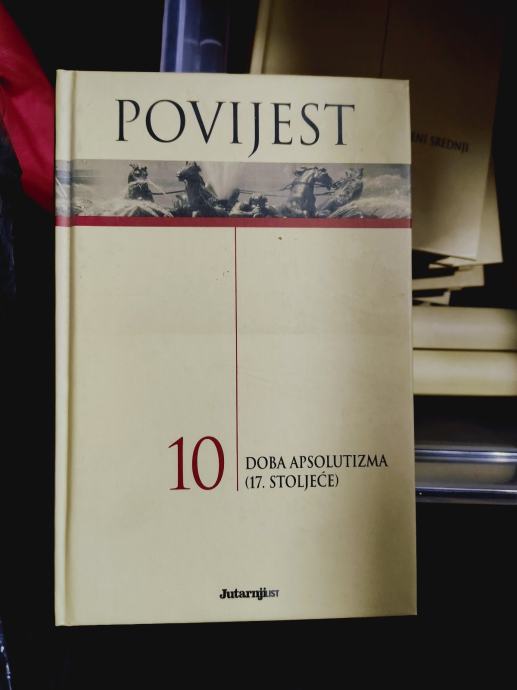 POVIJEST
10
DOBA APSOLUTIZMA
(17. STOLJEĆE)
Jutarnji LIST
SREDNJI